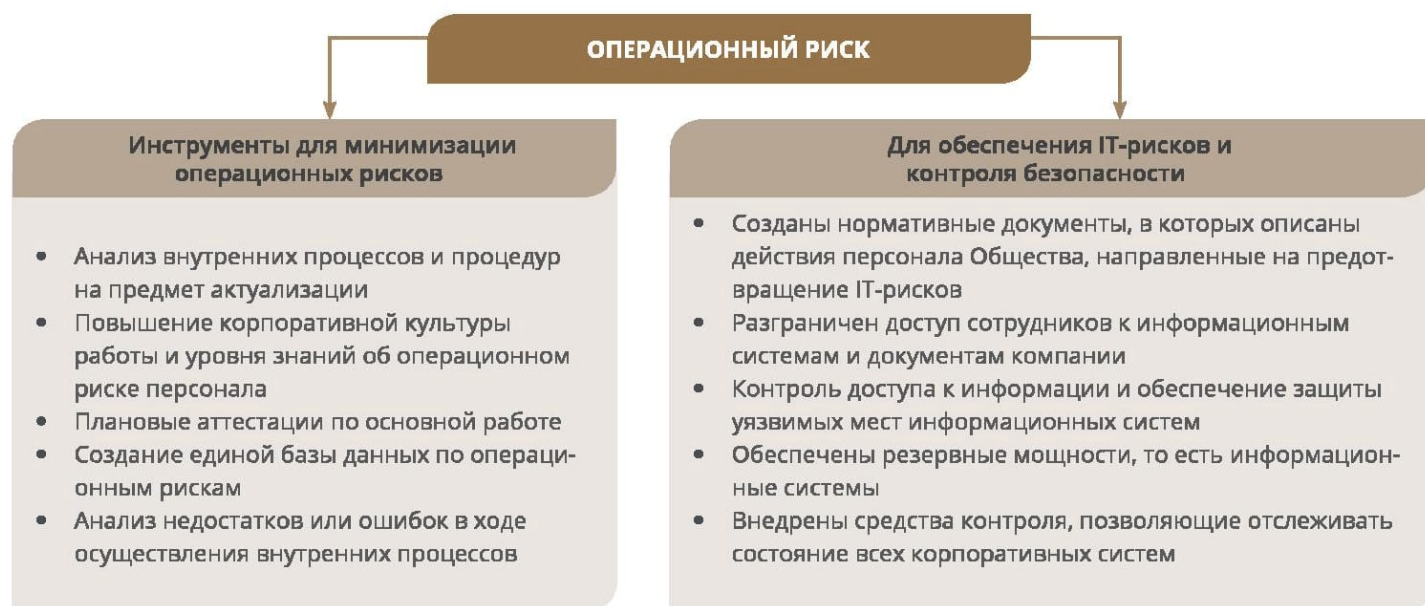 ОПЕРАЦИОННЫЙ РИСК
Инструменты для минимизации
операционных рисков
• Анализ внутренних процессов и процедур
на предмет актуализации
• Повышение корпоративной культуры
работы и уровня знаний об операционном
риске персонала
• Плановые аттестации по основной работе
• Создание единой базы данных по операци-
онным рискам
• Анализ недостатков или ошибок в ходе
осуществления внутренних процессов
Для обеспечения IT-рисков и
контроля безопасности
• Созданы нормативные документы, в которых описаны
действия персонала Общества, направленные на предот-
вращение IT-рисков
• Разграничен доступ сотрудников к информационным
системам и документам компании
• Контроль доступа к информации и обеспечение защиты
уязвимых мест информационных систем
• Обеспечены резервные мощности, то есть информацион-
ные системы
• Внедрены средства контроля, позволяющие отслеживать
состояние всех корпоративных систем